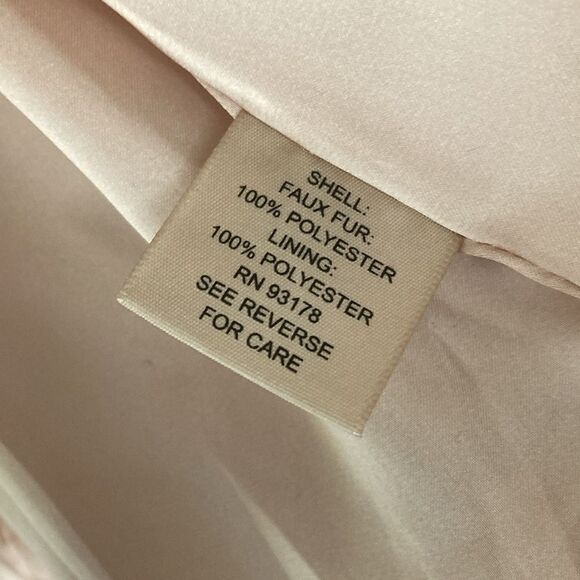 SHELL:
FAUX FUR:
100% POLYESTER
LINING:
100% POLYESTER
RN 93178
SEE REVERSE
FOR CARE